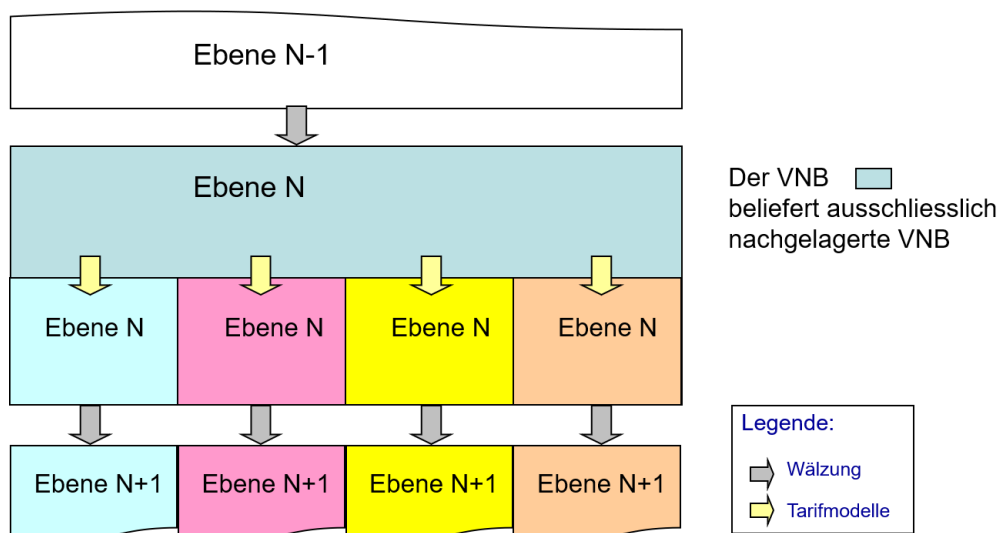 Ebene N-1
Ebene N
Der VNB
beliefert ausschliesslich
nachgelagerte VNB
Ebene N
Ebene N
Ebene N
Ebene N
Legende:
Wälzung
Tarifmodelle
Ebene N+1
Ebene N+1
Ebene N+1
Ebene N+1